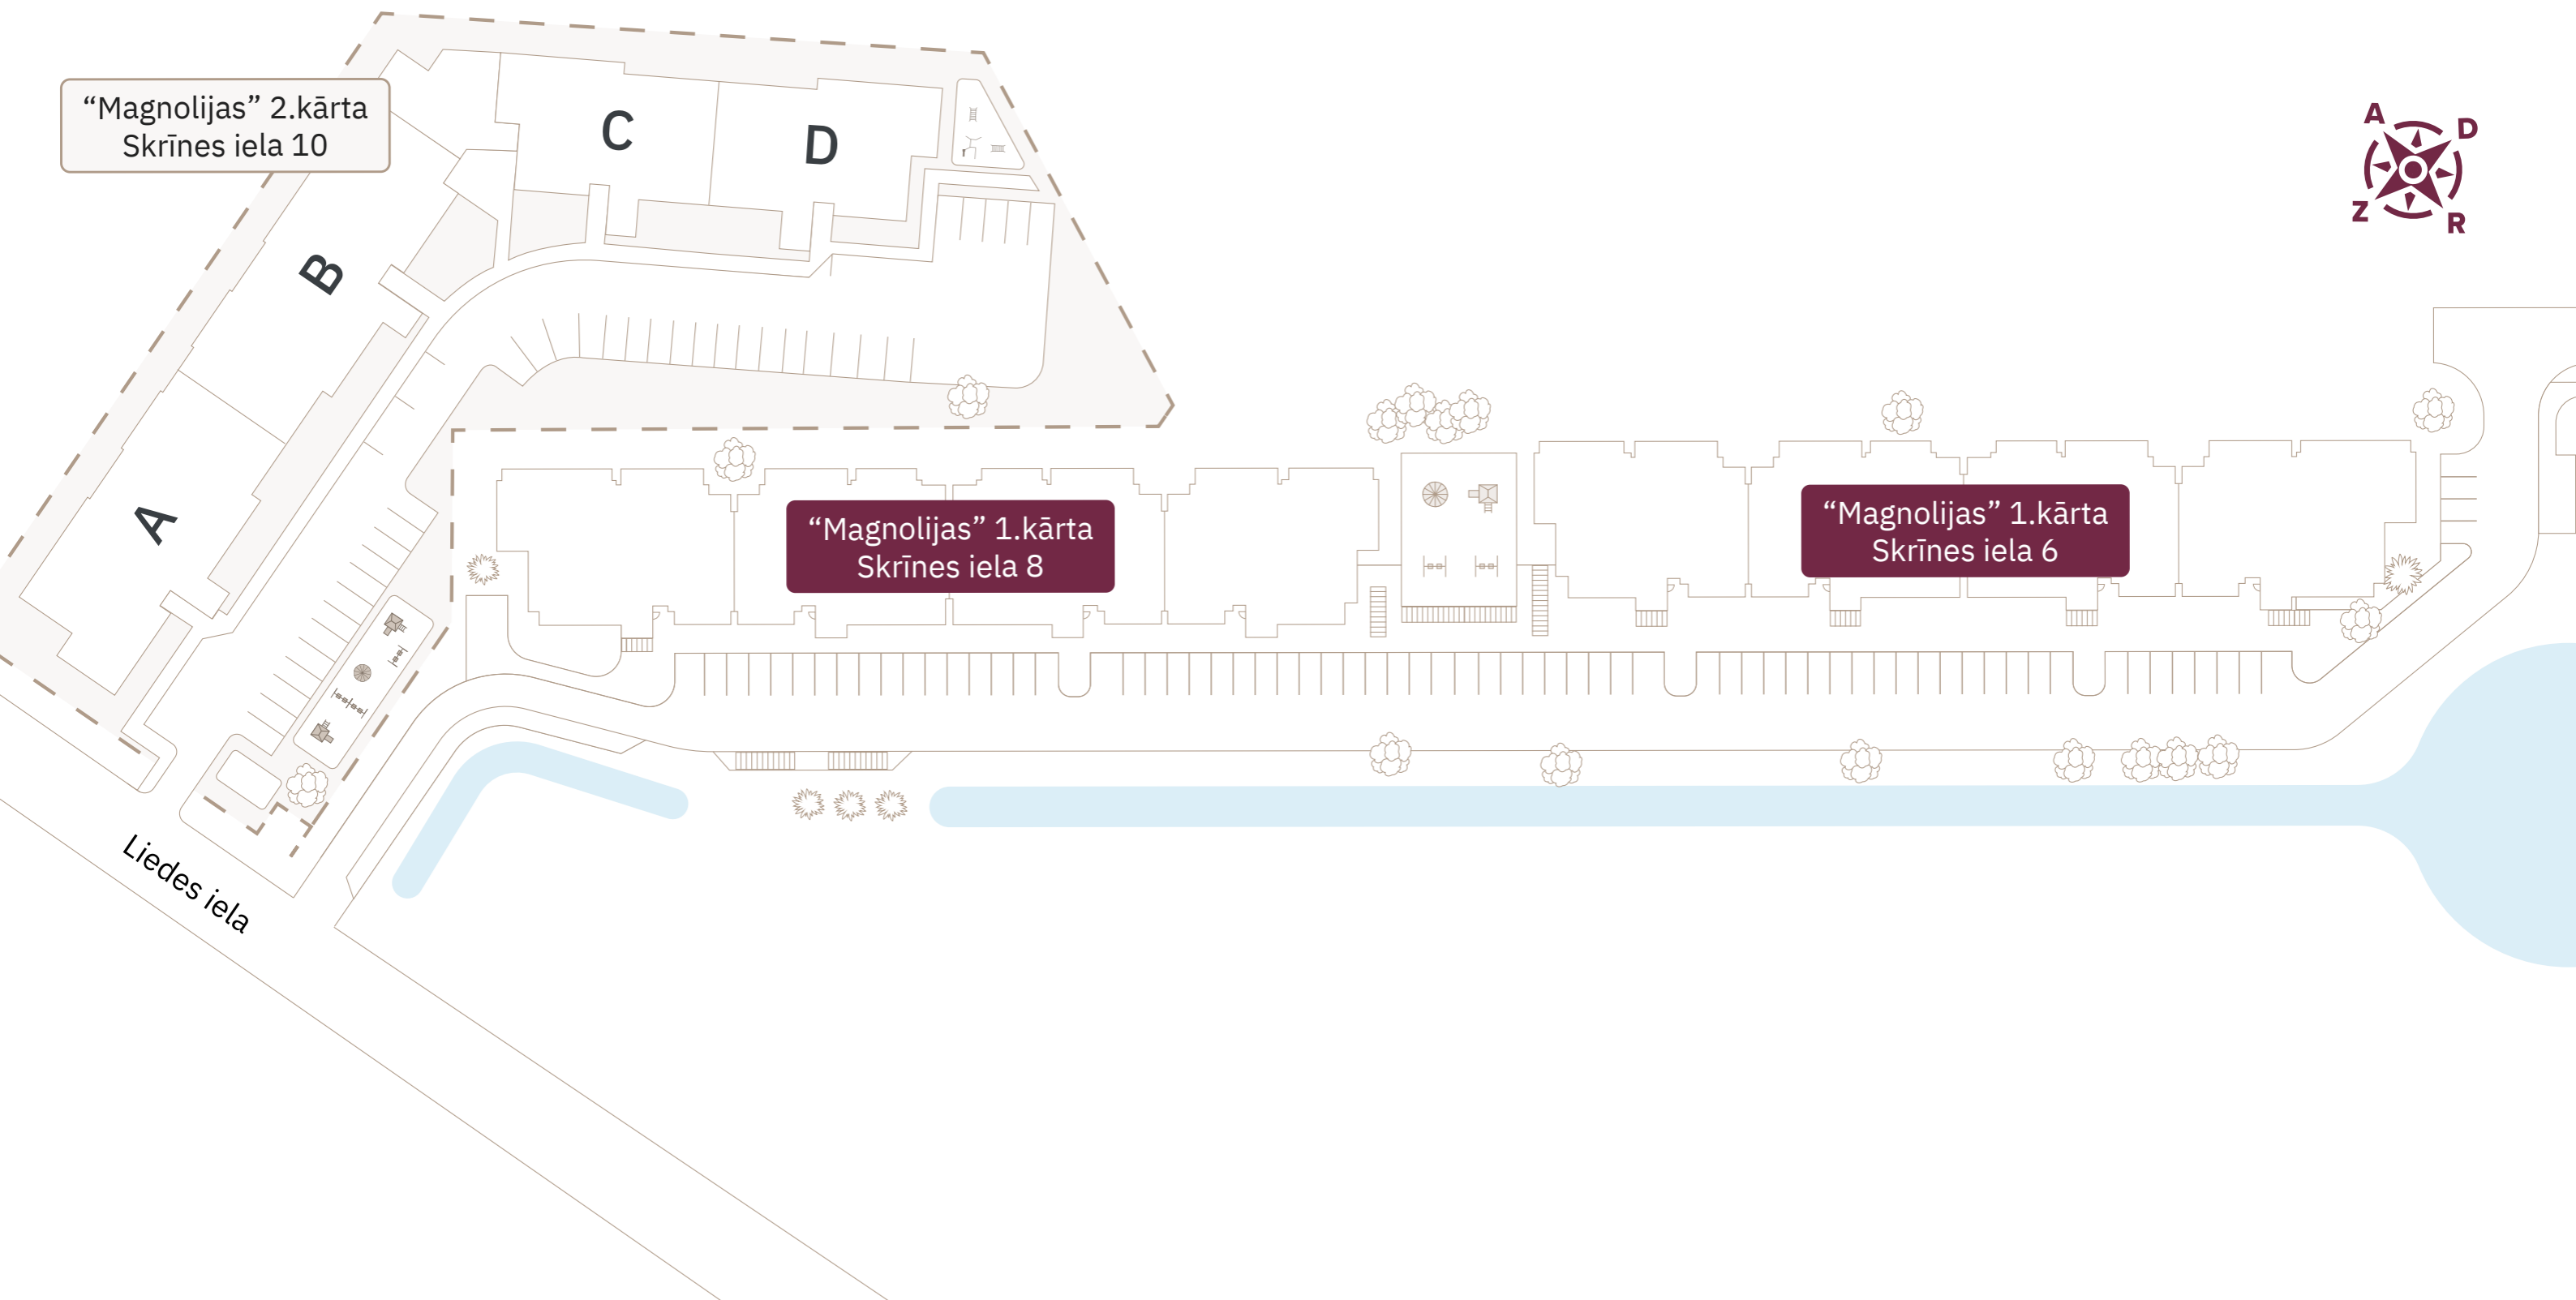 “Magnolijas” 2.kārta
Skrīnes iela 10
C
D
B
A
A
D
Z
R
“Magnolijas” 1.kārta
Skrīnes iela 8
“Magnolijas” 1.kārta
Skrīnes iela 6
Liedes iela